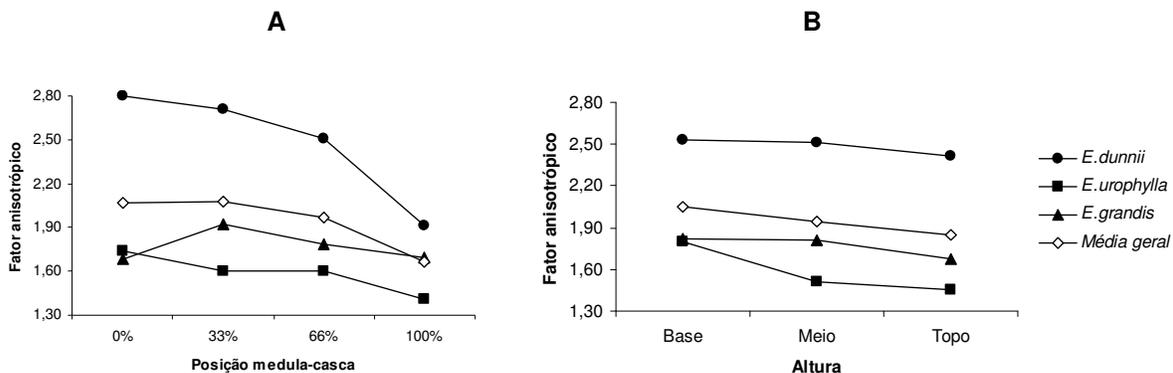 A
Fator anisotrópico
2,80
2,50
2,20
1,90
1,60
1,30
0%
33%
66%
100%
Posição medula-casca
B
Fator anisotrópico
2,80
2,50
2,20
1,90
1,60
1,30
Base
Meio
Topo
Altura
E.dunnii
E.urophylla
E.grandis
Média geral